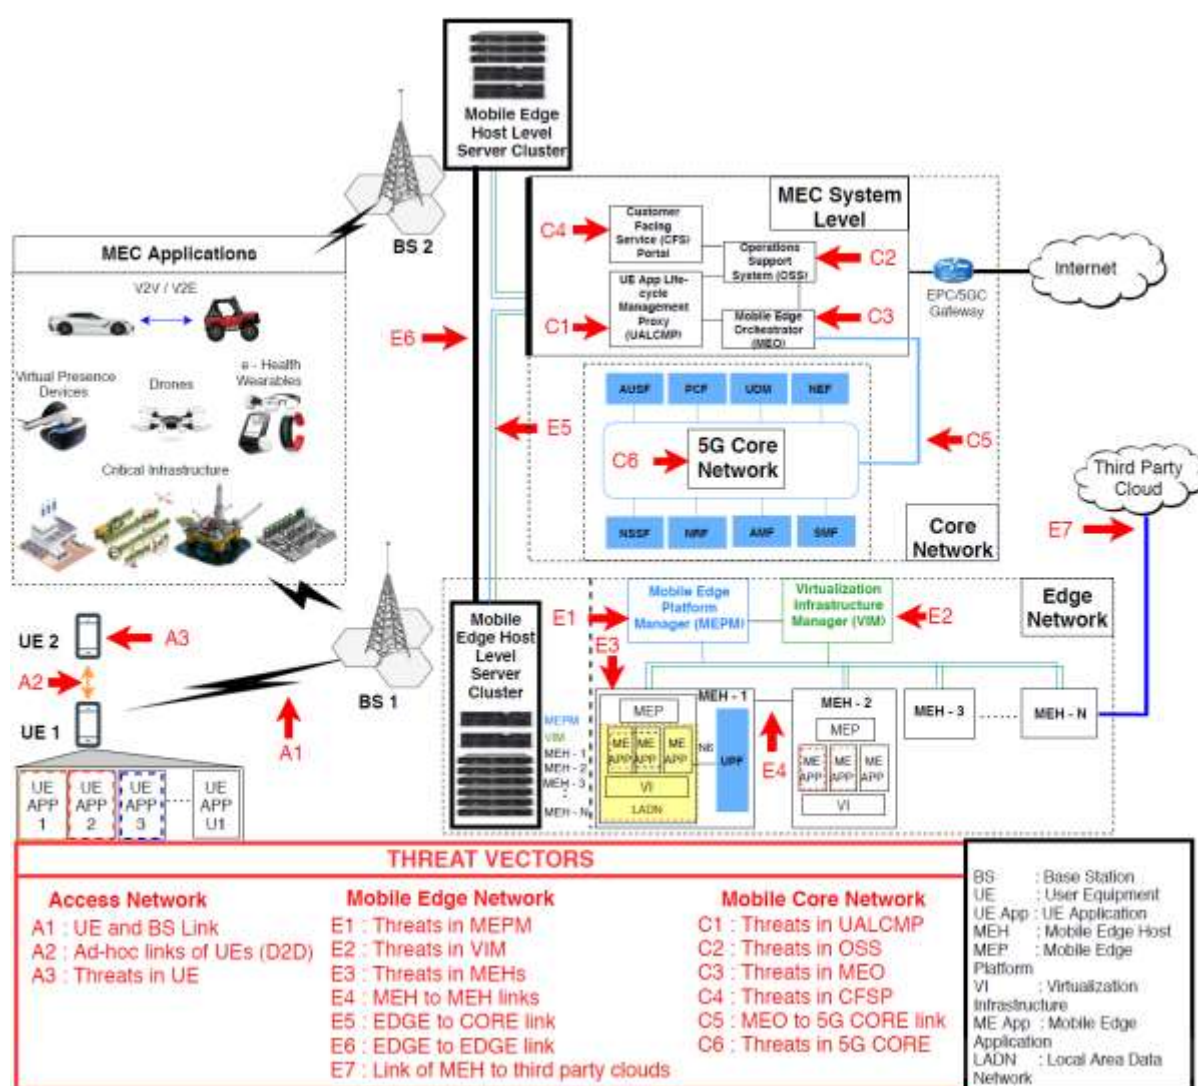 Mobile Edge
Host Level
Server Cluster
BS 2
MEC System
Level
C4
Customer
Facing
Service (CFS)
Portal
Operations
Support
System (OSS)
C2
UE App Life-
cycle
Management
Proxy
(UALCMP)
C1
Mobile Edge
Orchestrator
(MEO)
C3
EPC/5GC
Gateway
Internet
MEC Applications
V2V / V2E
Virtual Presence
Devices
Drones
e - Health
Wearables
Critical Infrastructure
E6
E5
AUSF
PCF
UDM
NEF
C6
5G Core
Network
C5
NSSF
NRF
AMF
SMF
Core
Network
Third Party
Cloud
E7
UE 2
A3
A2
UE 1
A1
BS 1
UE
APP
1
UE
APP
2
UE
APP
3
UE
APP
U1
Mobile
Edge Host
Level
Server
Cluster
MEPM
VIM
MEH - 1
MEH - 2
MEH - 3
MEH - N
E1
Mobile Edge
Platform
Manager (MEPM)
Virtualization
Infrastructure
Manager (VIM)
E2
Edge
Network
E3
MEH - 1
MEP
ME
APP
ME
APP
ME
APP
VI
LADN
N6
UPF
E4
MEH - 2
MEP
ME
APP
ME
APP
ME
APP
VI
MEH - 3
MEH - N
THREAT VECTORS
Access Network
A1 : UE and BS Link
A2 : Ad-hoc links of UEs (D2D)
A3 : Threats in UE
Mobile Edge Network
E1 : Threats in MEPM
E2 : Threats in VIM
E3 : Threats in MEHs
E4 : MEH to MEH links
E5 : EDGE to CORE link
E6 : EDGE to EDGE link
E7 : Link of MEH to third party clouds
Mobile Core Network
C1 : Threats in UALCMP
C2 : Threats in OSS
C3 : Threats in MEO
C4 : Threats in CFSP
C5 : MEO to 5G CORE link
C6 : Threats in 5G CORE
BS : Base Station
UE : User Equipment
UE App : UE Application
MEH : Mobile Edge Host
MEP : Mobile Edge
Platform
VI : Virtualization
Infrastructure
ME App : Mobile Edge
Application
LADN : Local Area Data
Network